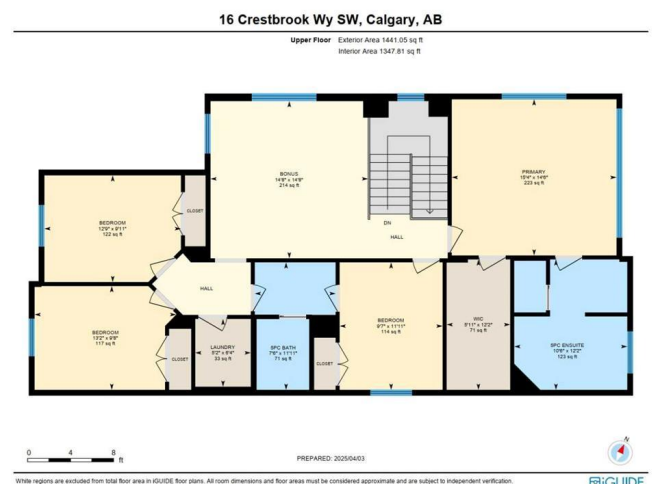 16 Crestbrook Wy SW, Calgary, AB
Upper Floor Exterior Area 1441.05 sq ft
Interior Area 1347.81 sq ft
BONUS
14'8" x 14'8"
214 sq ft
PRIMARY
15'4" x 14'6"
223 sq ft
BEDROOM
12'9" x 9'11"
122 sq ft
CLOSET
DN
HALL
HALL
BEDROOM
13'2" x 9'8"
117 sq ft
CLOSET
LAUNDRY
5'2" x 6'4"
33 sq ft
5PC BATH
7'6" x 11'11"
71 sq ft
CLOSET
BEDROOM
9'7" x 11'11"
114 sq ft
WIC
5'11" x 12'2"
71 sq ft
5PC ENSUITE
10'8" x 12'2"
123 sq ft
0 4 8
ft
PREPARED: 2025/04/03
N
White regions are excluded from total floor area in iGUIDE floor plans. All room dimensions and floor areas must be considered approximate and are subject to independent verification.
iGUIDE